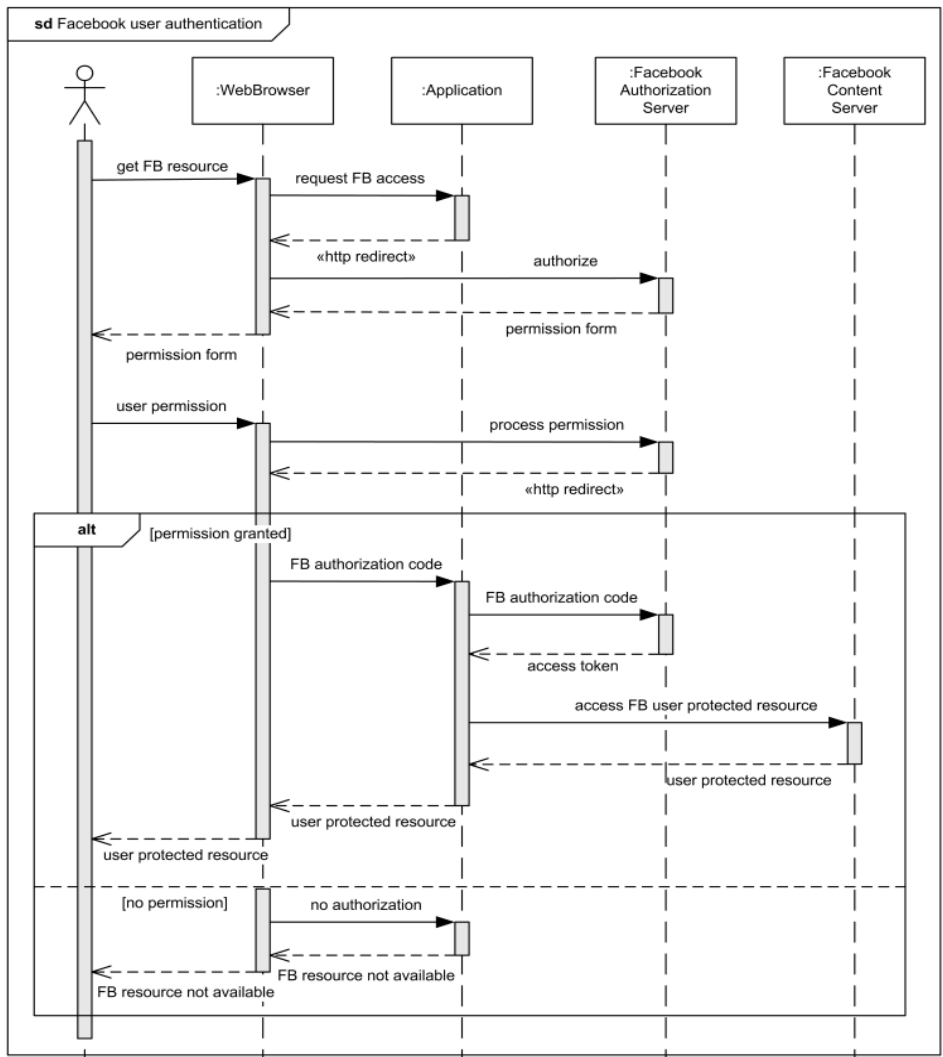 sd Facebook user authentication
:WebBrowser
:Application
:Facebook
Authorization
Server
:Facebook
Content
Server
get FB resource
request FB access
«http redirect»
authorize
permission form
permission form
user permission
process permission
«http redirect»
alt
[permission granted]
FB authorization code
FB authorization code
access token
access FB user protected resource
user protected resource
user protected resource
user protected resource
[no permission]
no authorization
FB resource not available
FB resource not available